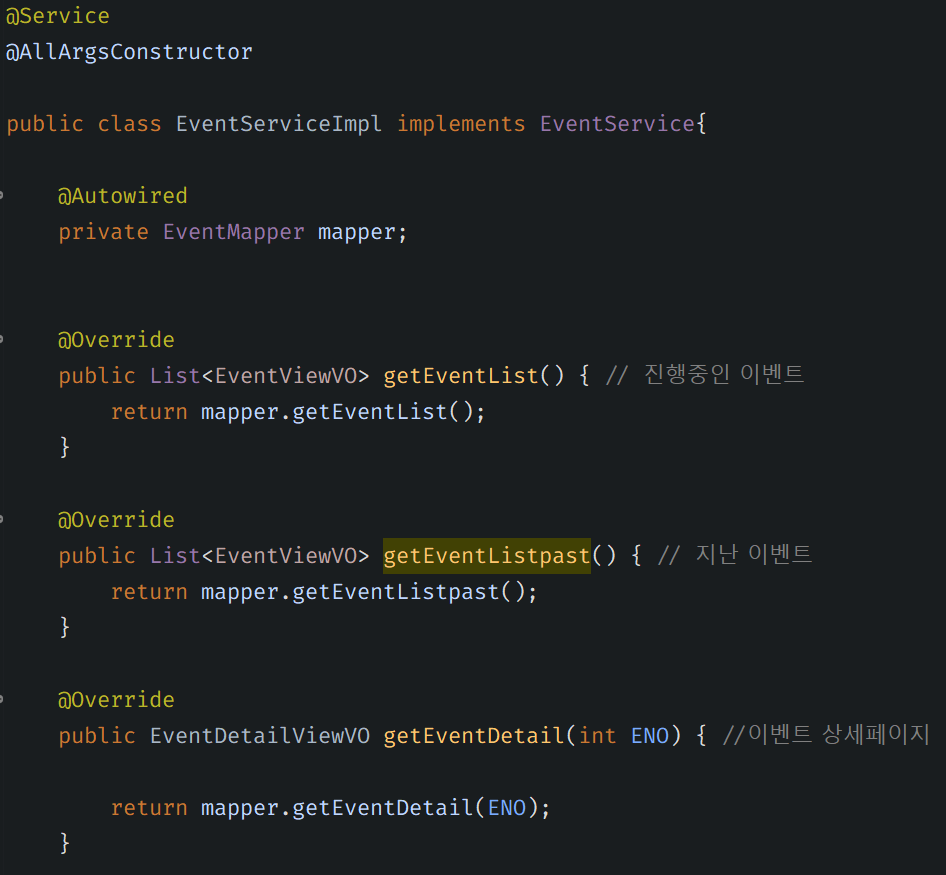 @Service
@AllArgsConstructor
public class EventServiceImpl implements EventService{
@Autowired
private EventMapper mapper;
@Override
public List<EventViewVO> getEventList() { // 진행중인 이벤트
return mapper.getEventList();
}
@Override
public List<EventViewVO> getEventListpast() { // 지난 이벤트
return mapper.getEventListpast();
}
@Override
public EventDetailViewVO getEventDetail(int ENO) { //이벤트 상세페이지
return mapper.getEventDetail(ENO);
}